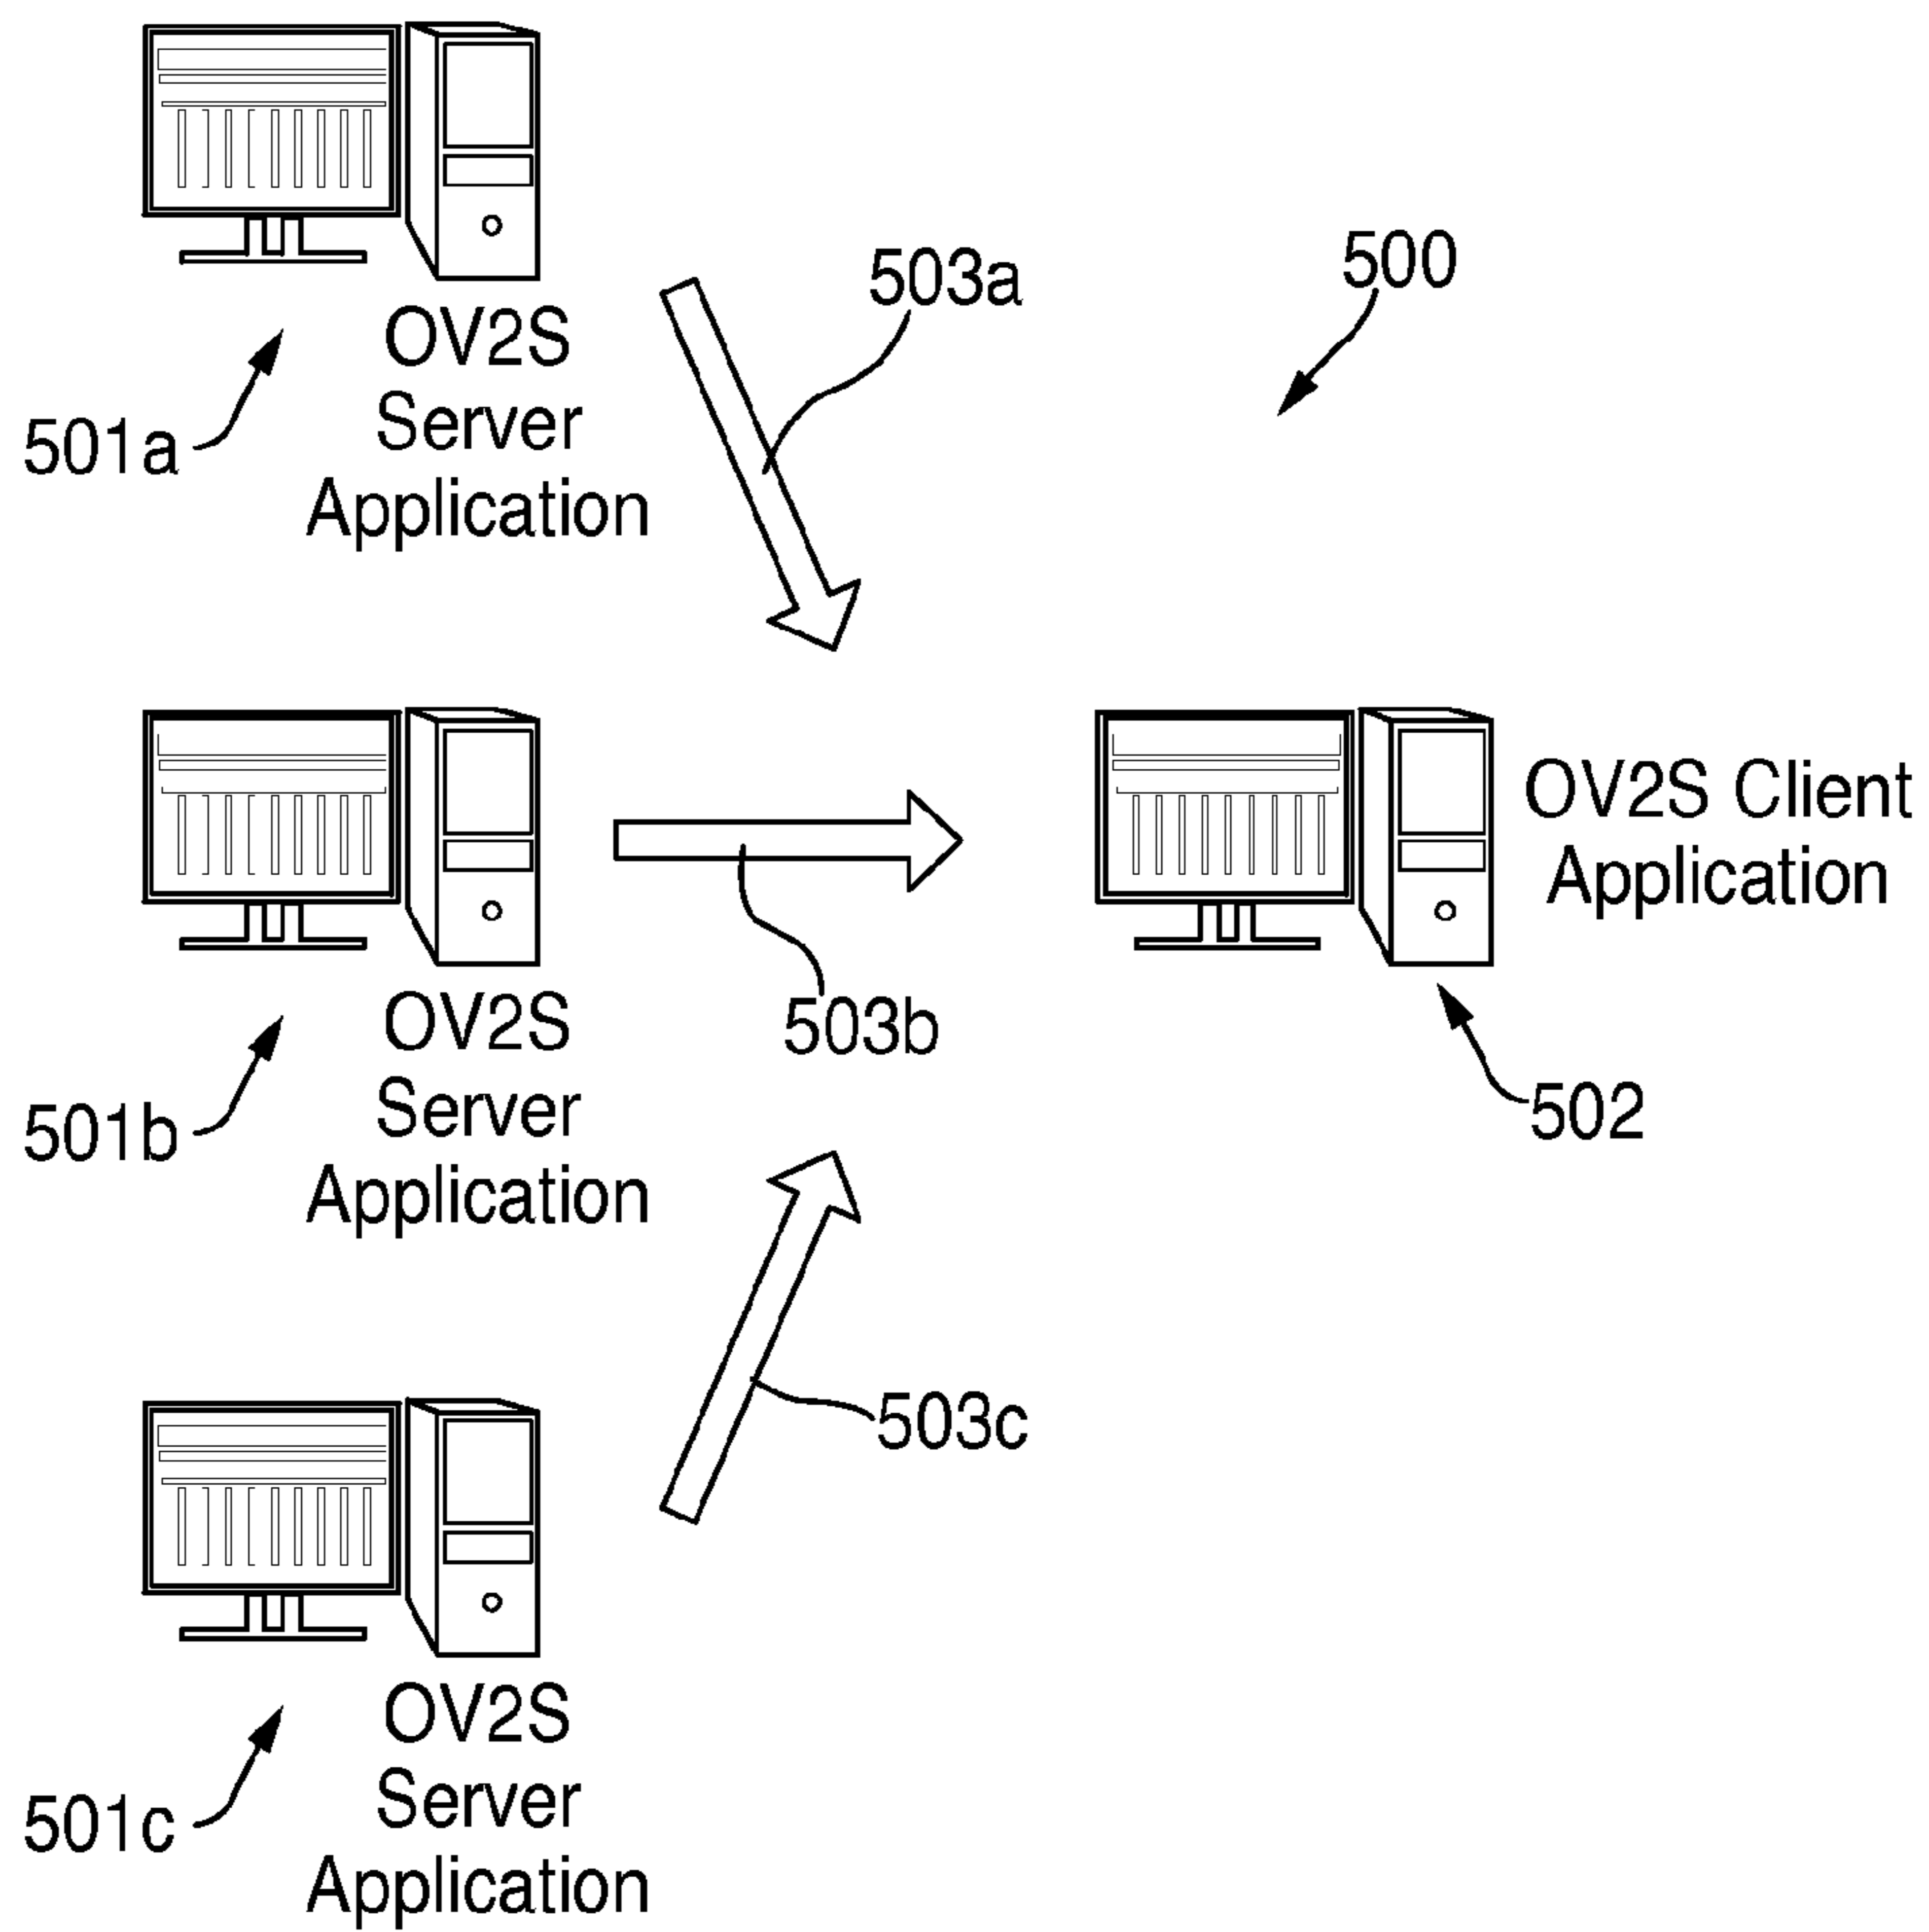 503a
500
OV2S
Server
Application
501a
OV2S Client
Application
OV2S
Server
Application
503b
501b
502
503c
OV2S
Server
Application
501c